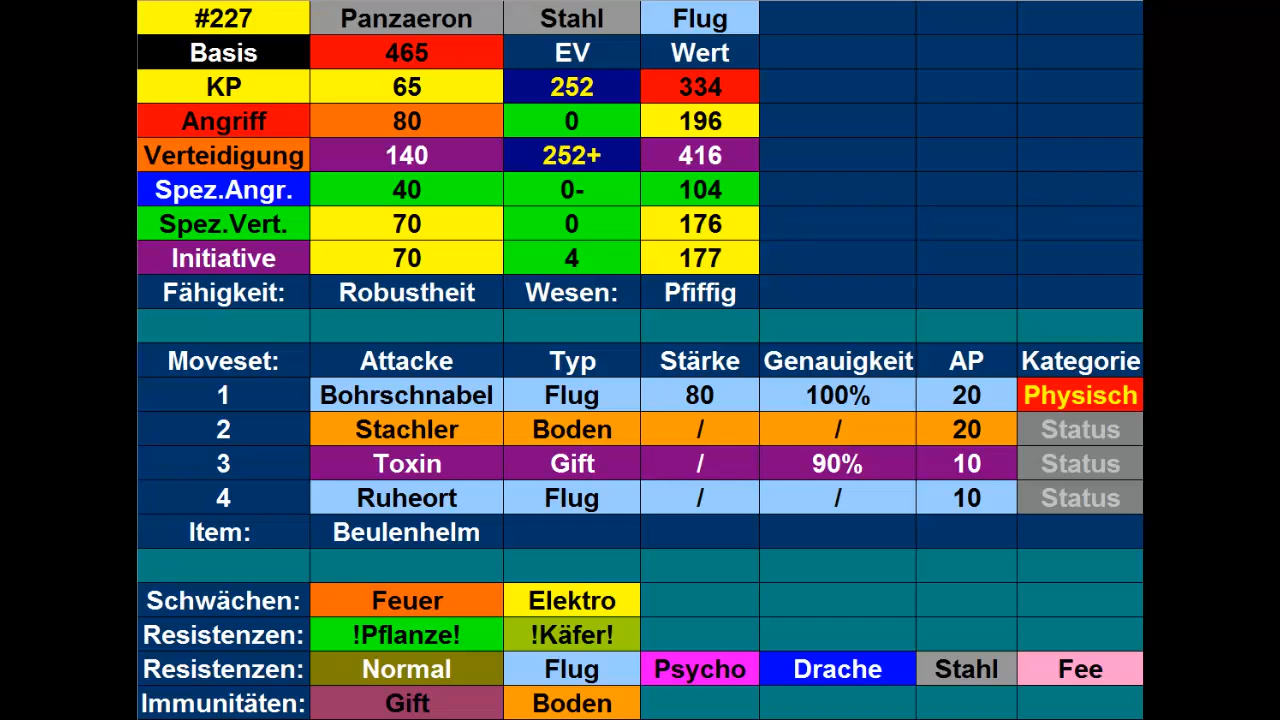 #227 Panzaeron Stahl Flug
Basis 465 EV Wert
KP 65 252 334
Angriff 80 0 196
Verteidigung 140 252+ 416
Spez.Angr. 40 0- 104
Spez.Vert. 70 0 176
Initiative 70 4 177
Fähigkeit: Robustheit Wesen: Pfiffig
Moveset: Attacke Typ Stärke Genauigkeit AP Kategorie
1 Bohrschnabel Flug 80 100% 20 Physisch
2 Stachler Boden / / 20 Status
3 Toxin Gift / 90% 10 Status
4 Ruheort Flug / / 10 Status
Item: Beulenhelm
Schwächen: Feuer Elektro
Resistenzen: !Pflanze! !Käfer!
Resistenzen: Normal Flug Psycho Drache Stahl Fee
Immunitäten: Gift Boden